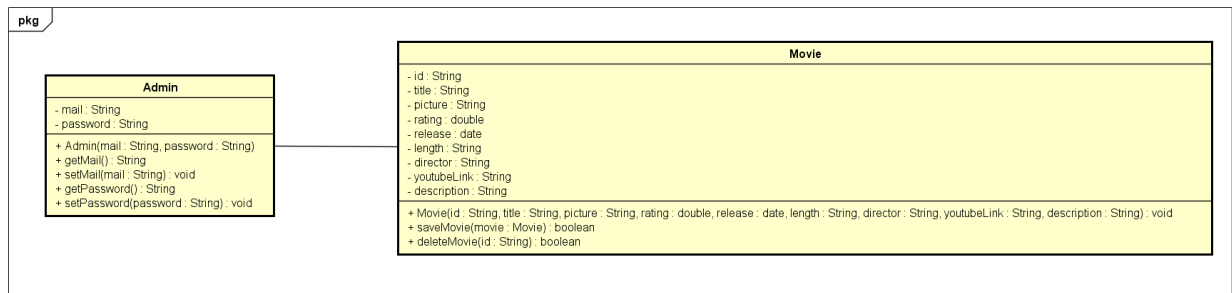 pkg
Admin
- mail : String
- password : String
+ Admin(mail : String, password : String)
+ getMail() : String
+ setMail(mail : String) : void
+ getPassword() : String
+ setPassword(password : String) : void
Movie
- id : String
- title : String
- picture : String
- rating : double
- release : date
- length : String
- director : String
- youtubeLink : String
- description : String
+ Movie(id : String, title : String, picture : String, rating : double, release : date, length : String, director : String, youtubeLink : String, description : String) : void
+ saveMovie(movie : Movie) : boolean
+ deleteMovie(id : String) : boolean